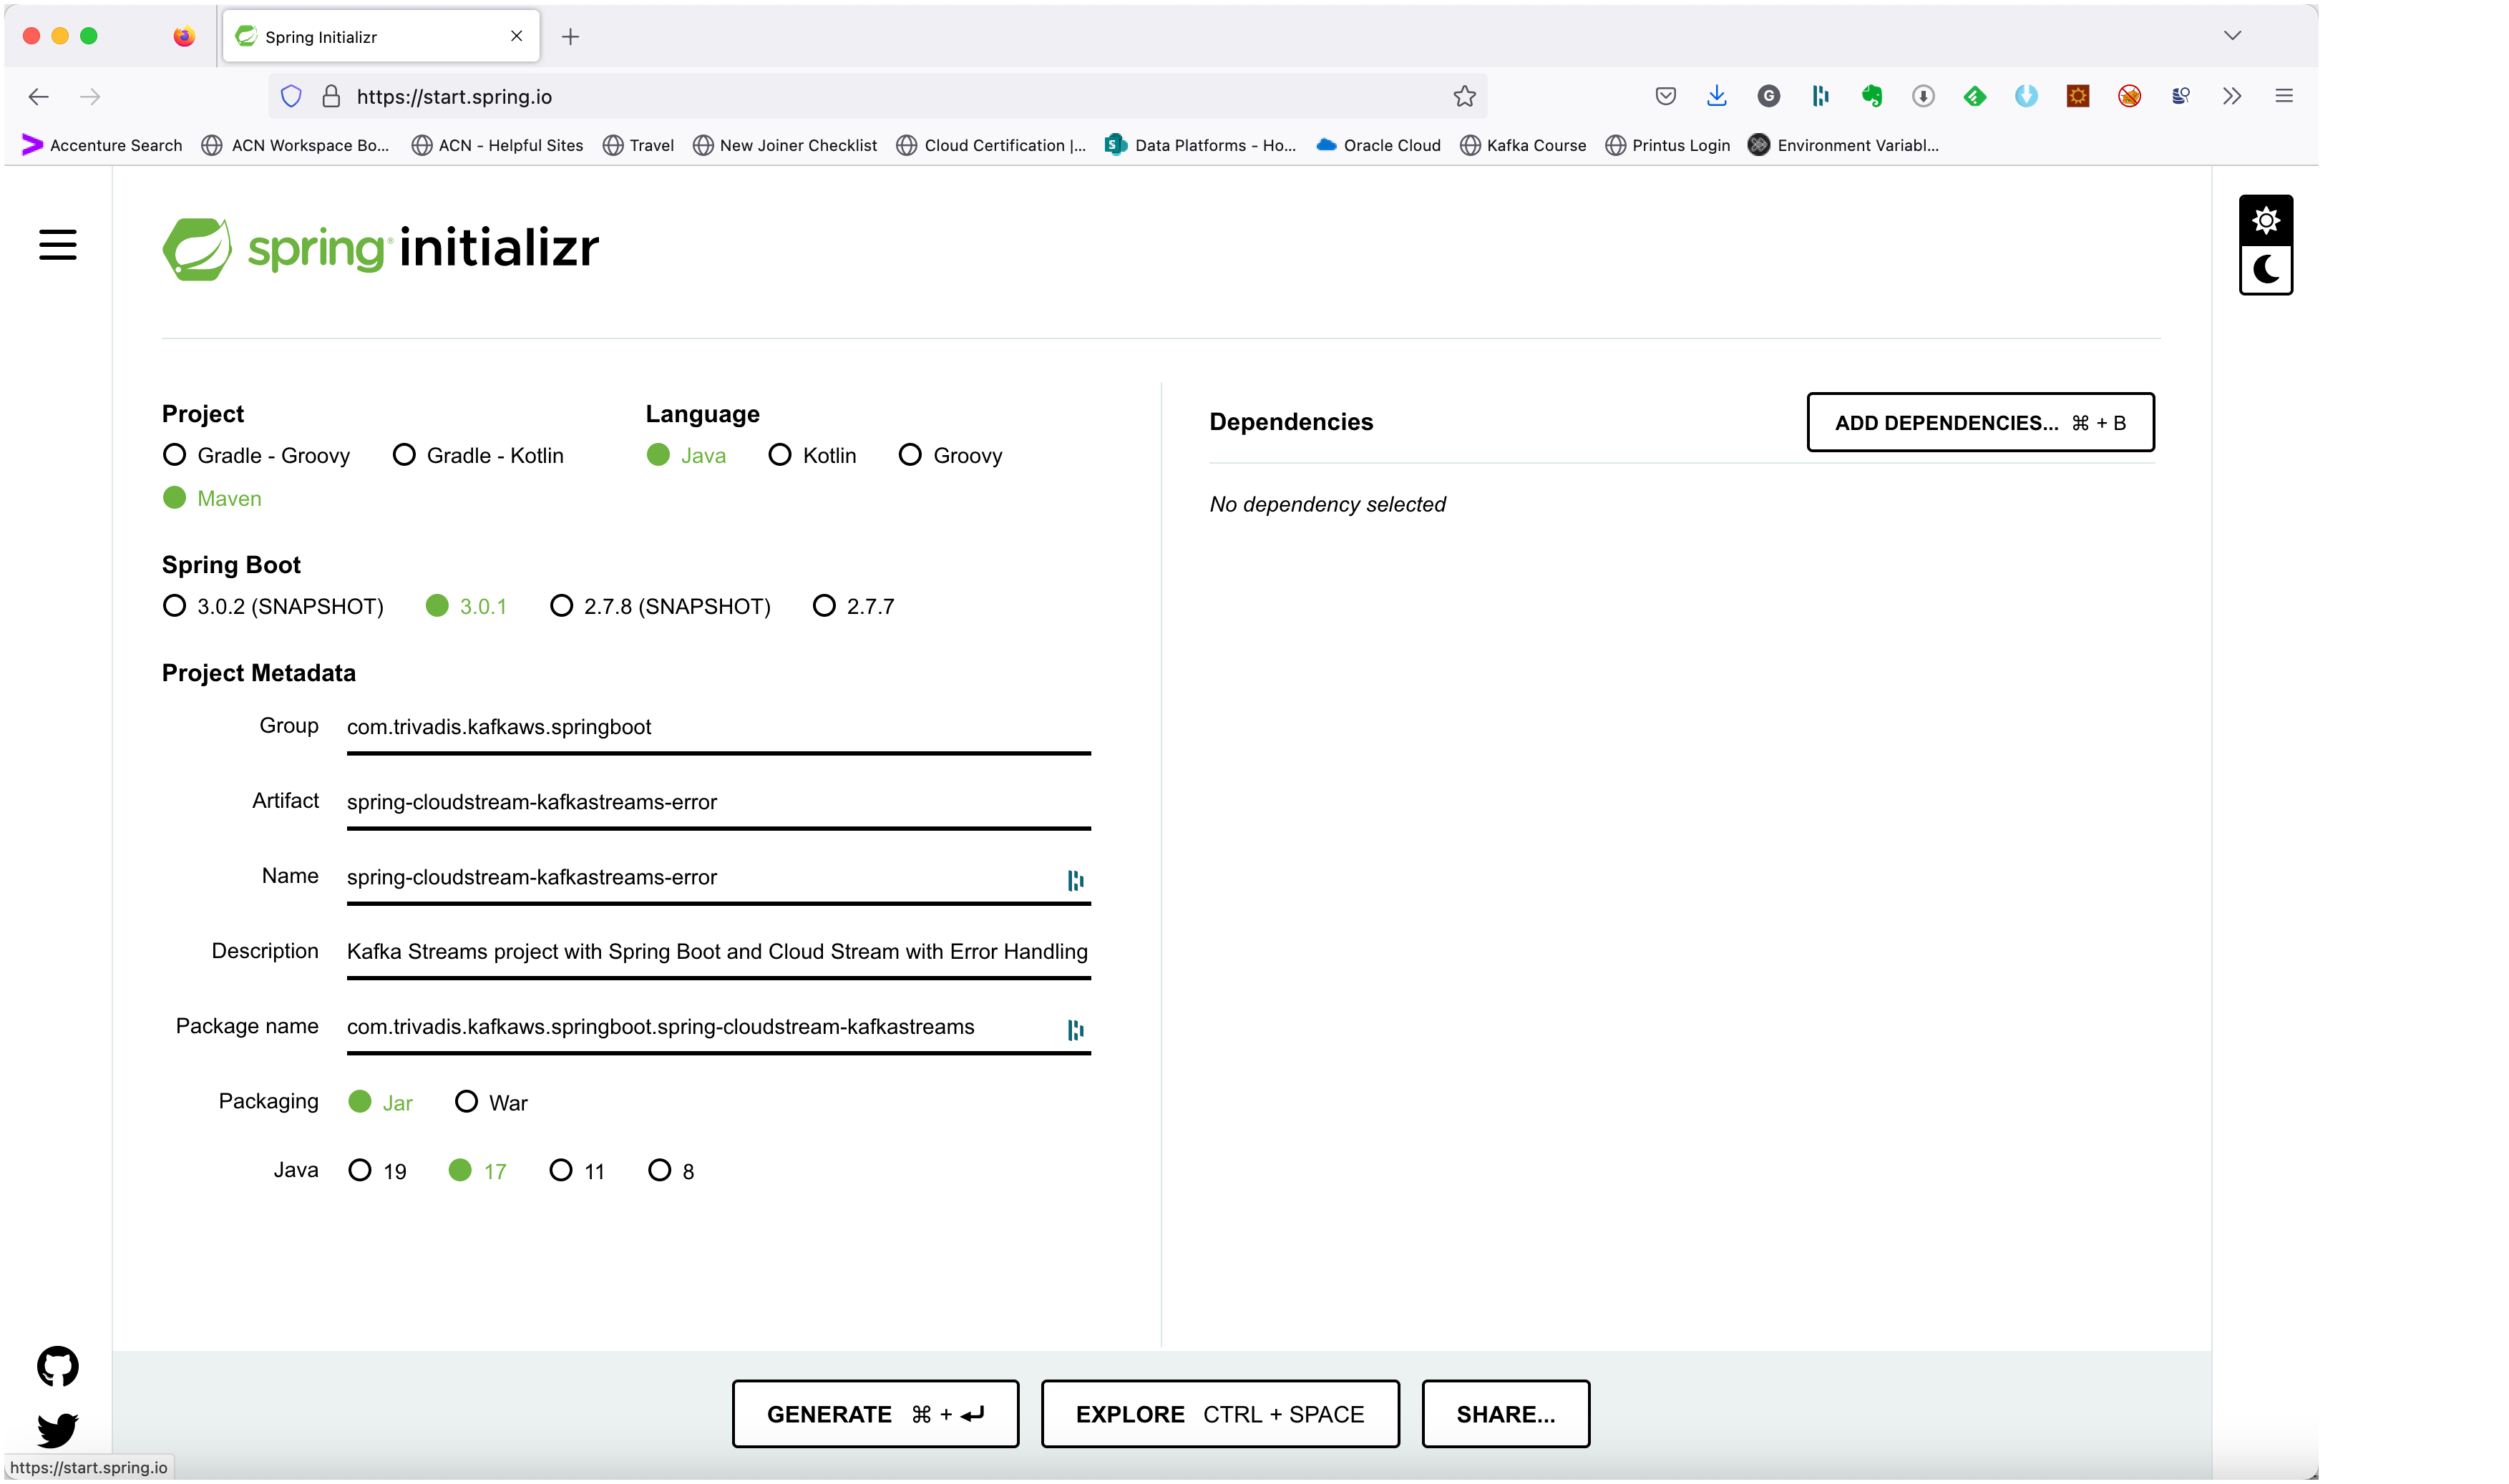 Spring Initializr
https://start.spring.io
Accenture Search ACN Workspace Bo... ACN - Helpful Sites Travel New Joiner Checklist Cloud Certification |... Data Platforms - Ho... Oracle Cloud Kafka Course Printus Login Environment Variabl...
spring initializr
Project
Gradle - Groovy Gradle - Kotlin
Maven
Language
Java Kotlin Groovy
Spring Boot
3.0.2 (SNAPSHOT) 3.0.1 2.7.8 (SNAPSHOT) 2.7.7
Project Metadata
Group com.trivadis.kafkaws.springboot
Artifact spring-cloudstream-kafkastreams-error
Name spring-cloudstream-kafkastreams-error
Description Kafka Streams project with Spring Boot and Cloud Stream with Error Handling
Package name com.trivadis.kafkaws.springboot.spring-cloudstream-kafkastreams
Packaging Jar War
Java 19 17 11 8
Dependencies
ADD DEPENDENCIES... ⌘ + B
No dependency selected
GENERATE ⌘ + ⏎
EXPLORE CTRL + SPACE
SHARE...
https://start.spring.io